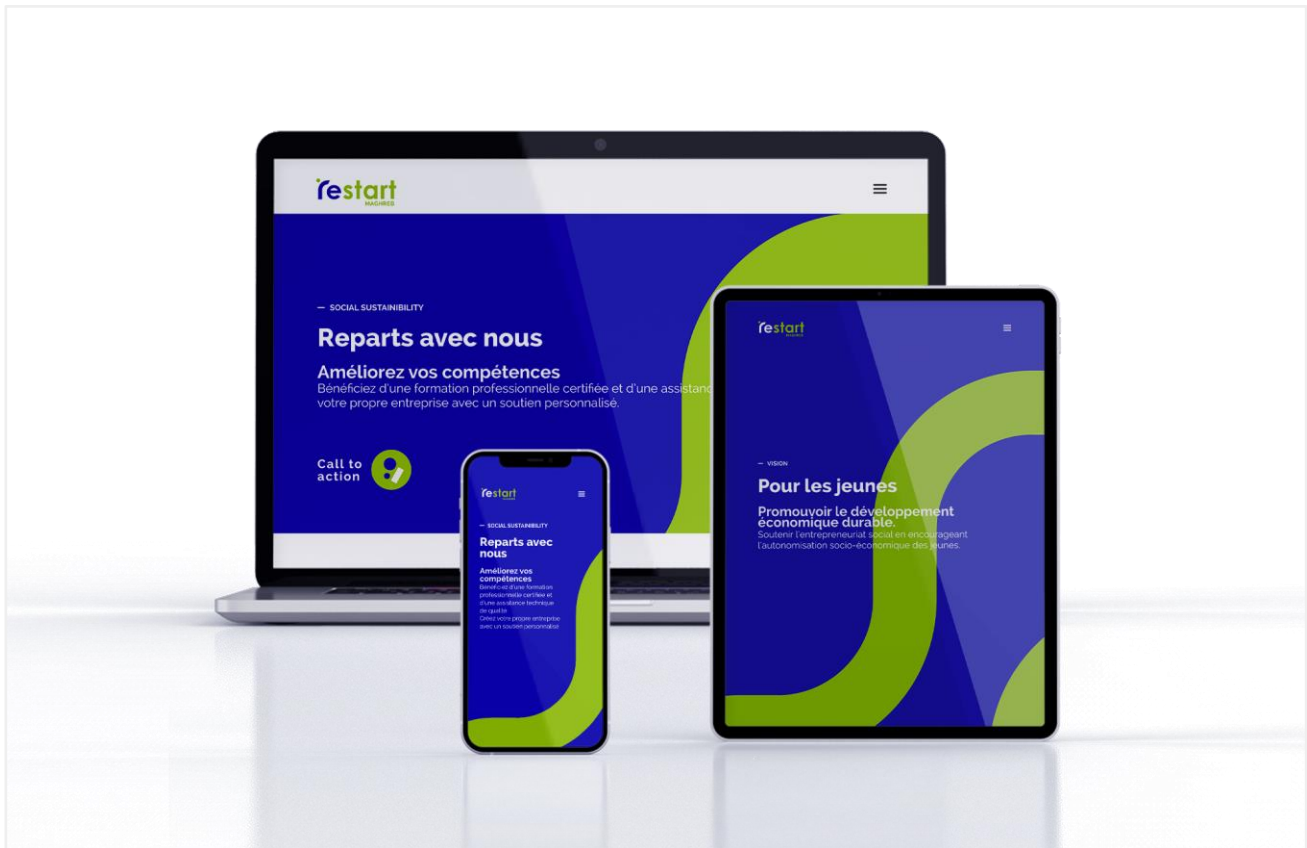 restart
MAGHREB
— SOCIAL SUSTAINIBILITY
Reparts avec nous
Améliorez vos compétences
Bénéficiez d'une formation professionnelle certifiée et d'une
votre propre entreprise avec un soutien personnalisé.
Call to
action
restart
MAGHREB
— SOCIAL SUSTAINIBILITY
Reparts avec
nous
Améliorez vos
compétences
Bénéficiez d'une formation
professionnelle certifiée et
d'une assistance technique
de qualité
Créez votre propre entreprise
avec un soutien personnalisé
restart
MAGHREB
— VISION
Pour les jeunes
Promouvoir le développement
économique durable.
Soutenir l'entrepreneuriat social en encourageant
l'autonomisation socio-économique des jeunes.